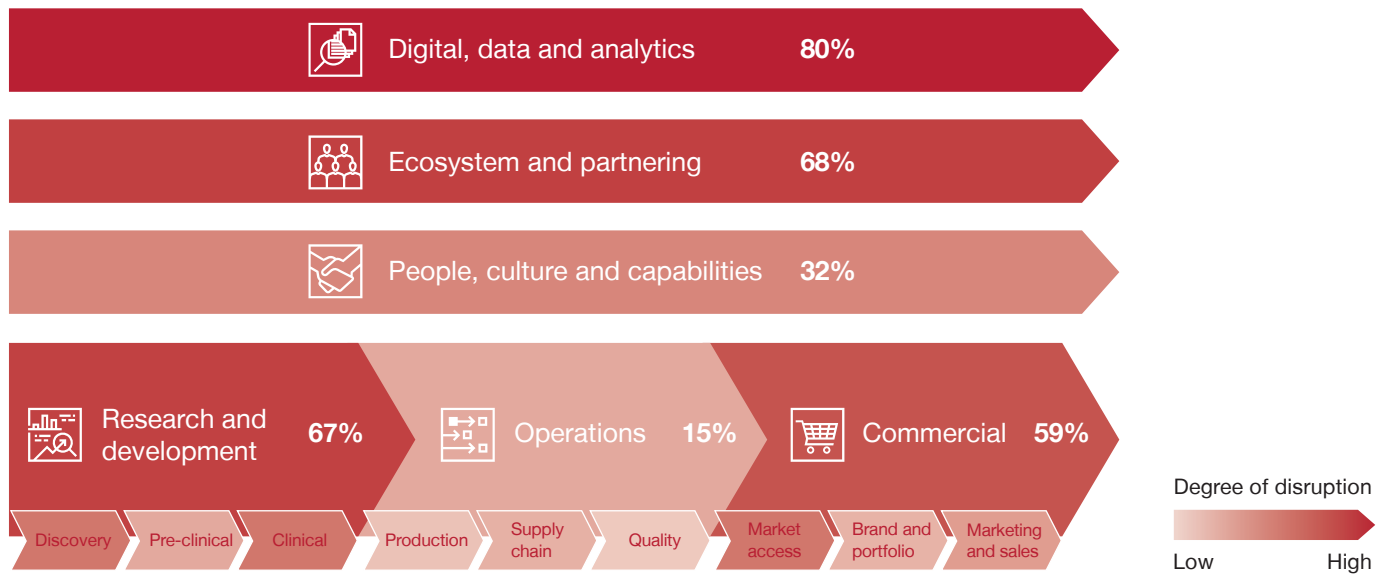 Digital, data and analytics 80%
Ecosystem and partnering 68%
People, culture and capabilities 32%
Research and
development 67%
Operations 15%
Commercial 59%
Discovery
Pre-clinical
Clinical
Production
Supply
chain
Quality
Market
access
Brand and
portfolio
Marketing
and sales
Degree of disruption
Low High